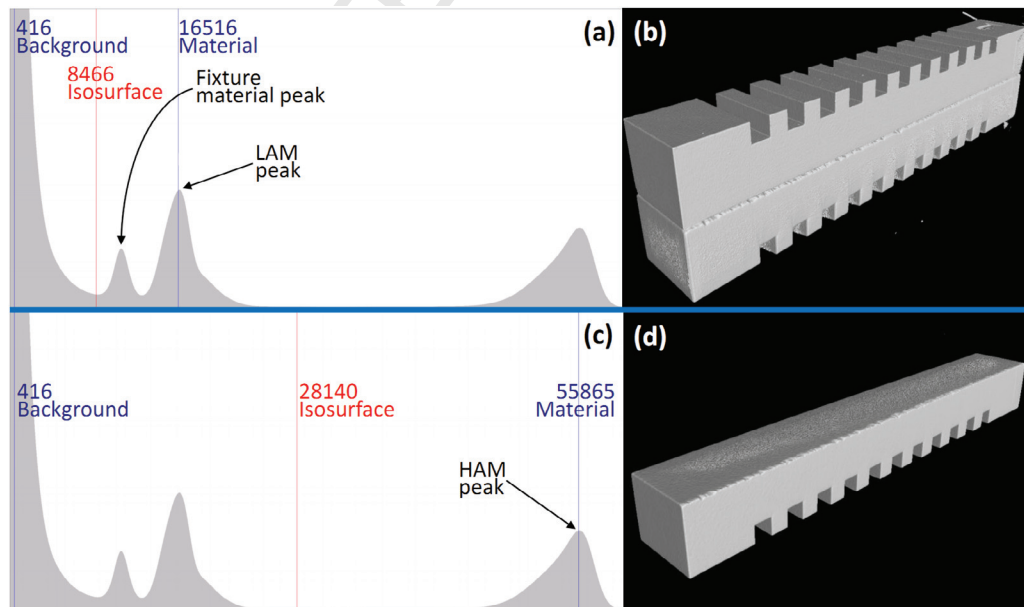 416
Background
16516
Material
(a)
8466
Isosurface
Fixture
material peak
LAM
peak
(b)
416
Background
28140
Isosurface
(c)
55865
Material
HAM
peak
(d)